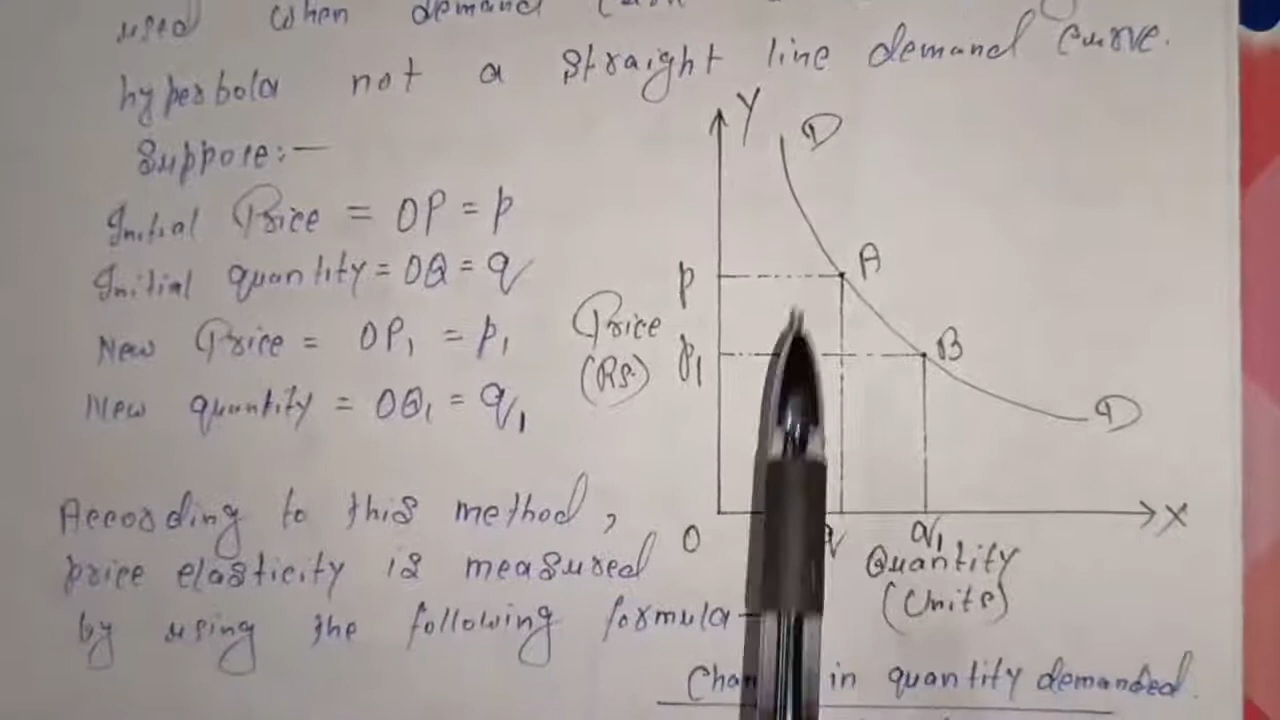 used when demand
hyperbola not a straight line demand curve.
Suppose:—
Initial Price = OP = p
Initial quantity = OQ = q
New Price = OP₁ = p₁
New quantity = OQ₁ = q₁
Y
D
A
p
Price
(Rs.)
p₁
B
D
O
q
q₁
X
Quantity
(Units)
According to this method,
price elasticity is measured
by using the following formula—
in quantity demanded